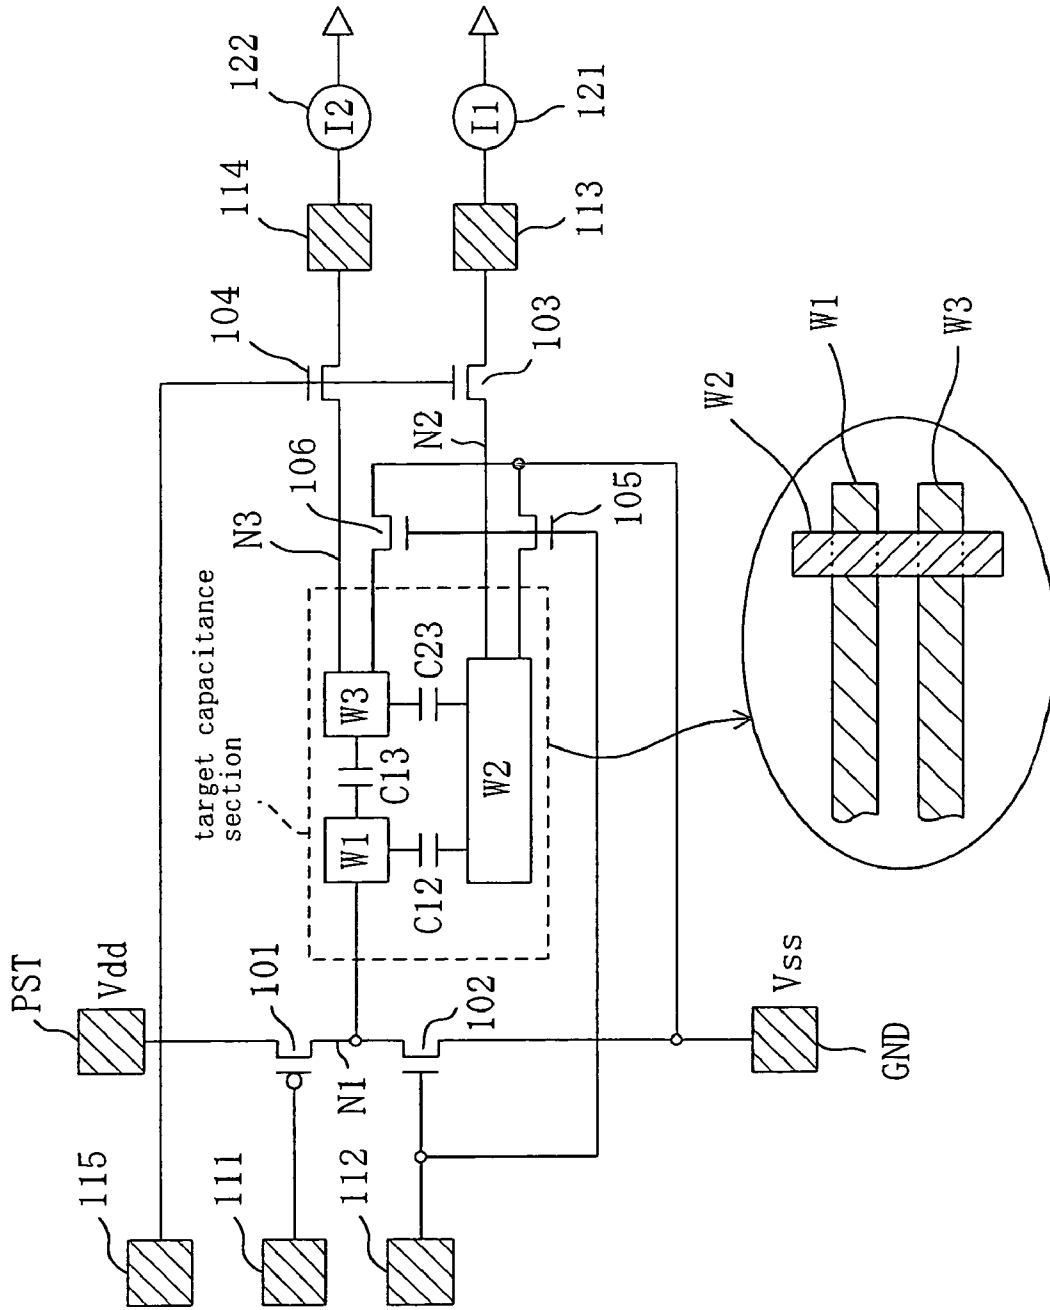 PST
Vdd
115
111
112
101
N1
102
Vss
GND
target capacitance
section
W1
C13
W3
C12
C23
W2
N3
106
N2
105
104
103
114
113
122
I2
I1
121
W2
W1
W3